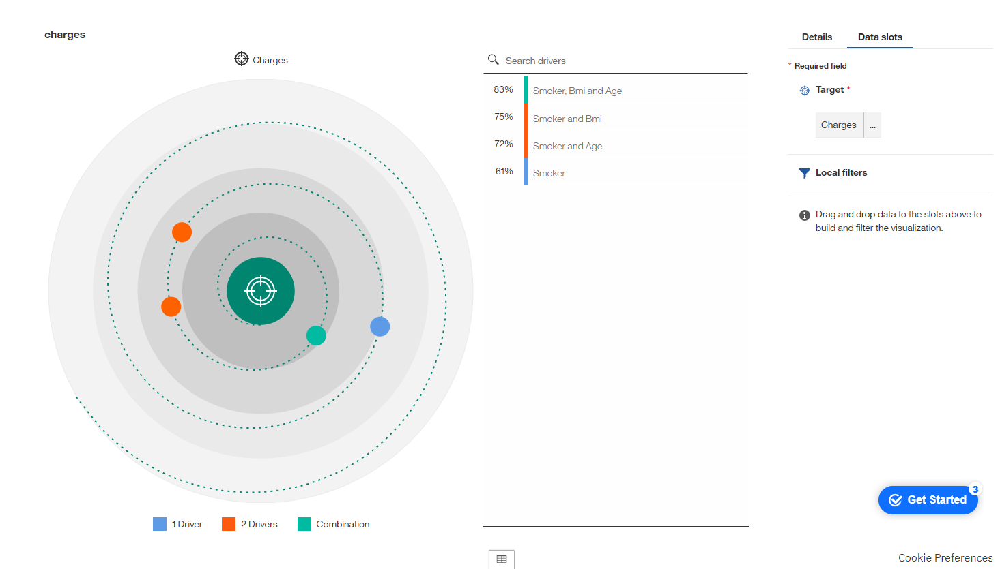 charges
Charges
Search drivers
83% Smoker, Bmi and Age
75% Smoker and Bmi
72% Smoker and Age
61% Smoker
1 Driver 2 Drivers Combination
Details Data slots
* Required field
Target *
Charges ...
Local filters
Drag and drop data to the slots above to
build and filter the visualization.
3
Get Started
Cookie Preferences